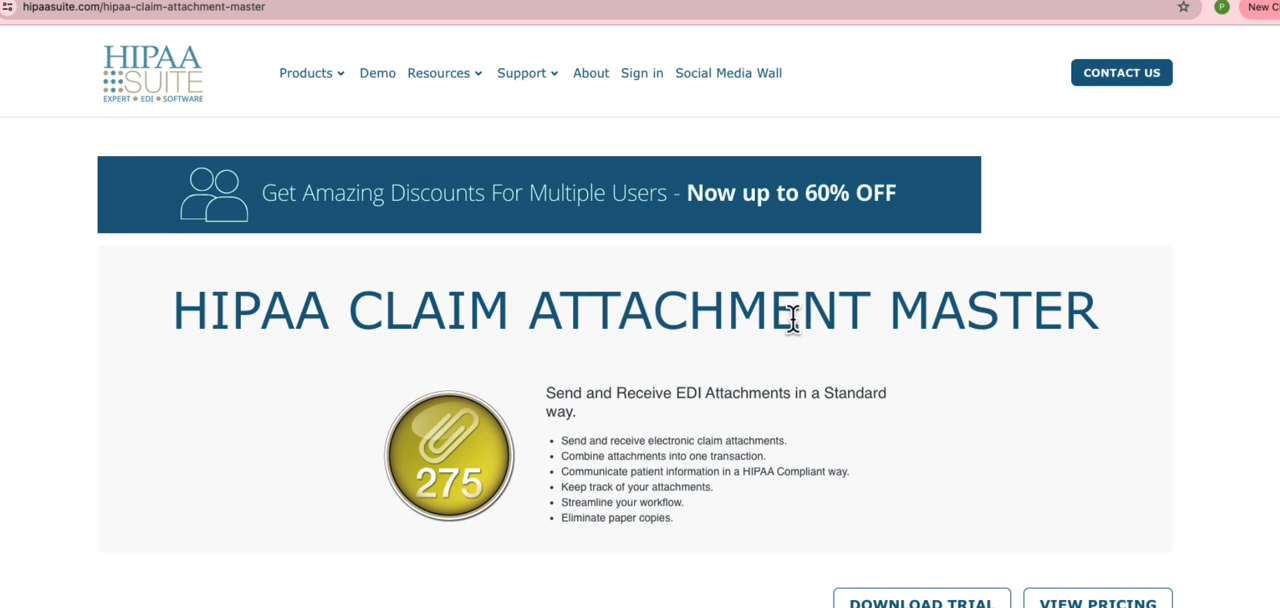 hipaasuite.com/hipaa-claim-attachment-master
P
New C
HIPAA
SUITE
EXPERT • EDI • SOFTWARE
Products Demo Resources Support About Sign in Social Media Wall
CONTACT US
Get Amazing Discounts For Multiple Users - Now up to 60% OFF
HIPAA CLAIM ATTACHMENT MASTER
275
Send and Receive EDI Attachments in a Standard
way.
• Send and receive electronic claim attachments.
• Combine attachments into one transaction.
• Communicate patient information in a HIPAA Compliant way.
• Keep track of your attachments.
• Streamline your workflow.
• Eliminate paper copies.
DOWNLOAD TRIAL VIEW PRICING